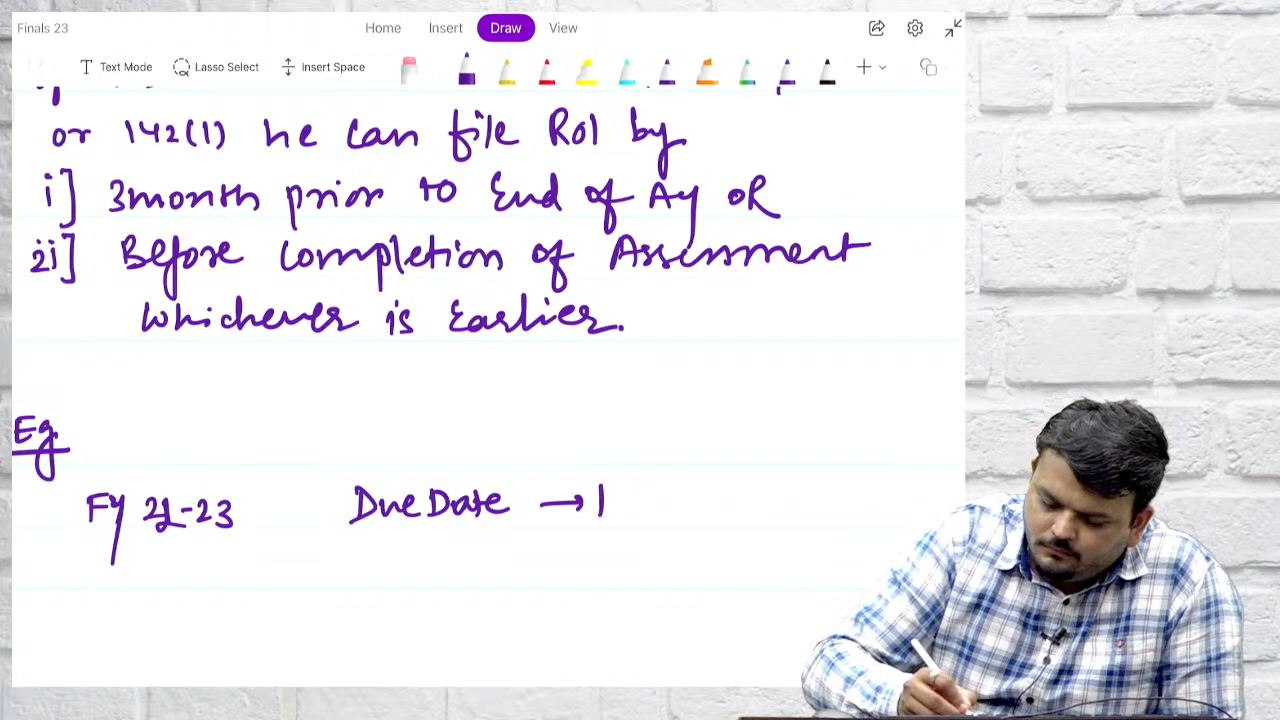 Finals 23
Home Insert Draw View
Text Mode Lasso Select Insert Space
or 142(1) he can file ROI by
i] 3month prior to End of Ay OR
ii] Before completion of Assessment
whichever is Earlier.
Eg.
Fy 22-23 Due Date → 1